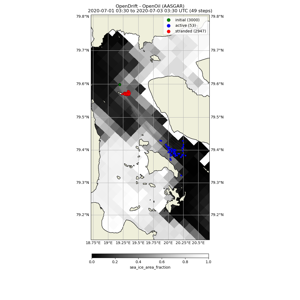 OpenDrift - OpenOil (AASGAR)
2020-07-01 03:30 to 2020-07-03 03:30 UTC (49 steps)
initial (3000)
active (53)
stranded (2947)
79.8°N
79.7°N
79.6°N
79.5°N
79.4°N
79.3°N
79.2°N
18.75°E 19°E 19.25°E 19.5°E 19.75°E 20°E 20.25°E 20.5°E
0.0 0.2 0.4 0.6 0.8 1.0
sea_ice_area_fraction